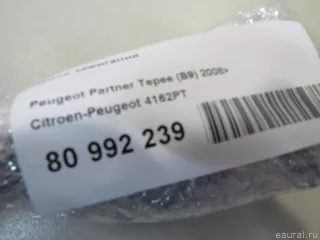 Peugeot Partner Tepee (B9) 2008>
Citroen-Peugeot 4162PT
80 992 239
eaural.ru